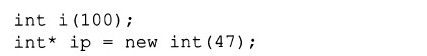 int i(100);
int* ip = new int(47);